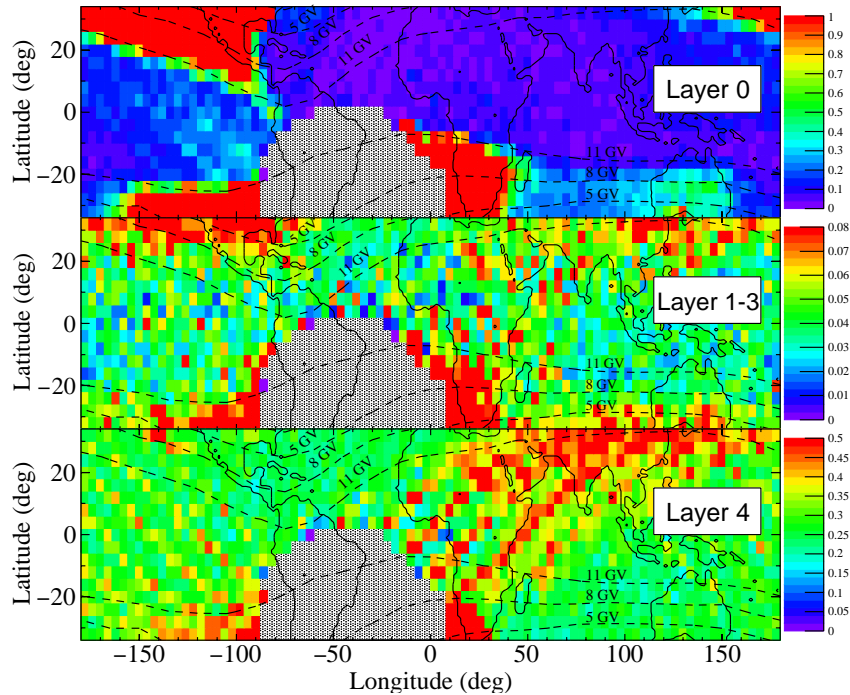 20
0
−20
Latitude (deg)
5 GV
8 GV
11 GV
11 GV
8 GV
5 GV
Layer 0
1
0.9
0.8
0.7
0.6
0.5
0.4
0.3
0.2
0.1
0
20
0
−20
Latitude (deg)
5 GV
8 GV
11 GV
11 GV
8 GV
5 GV
Layer 1-3
0.08
0.07
0.06
0.05
0.04
0.03
0.02
0.01
0
20
0
−20
Latitude (deg)
5 GV
8 GV
11 GV
11 GV
8 GV
5 GV
Layer 4
0.5
0.45
0.4
0.35
0.3
0.25
0.2
0.15
0.1
0.05
0
−150 −100 −50 0 50 100 150
Longitude (deg)